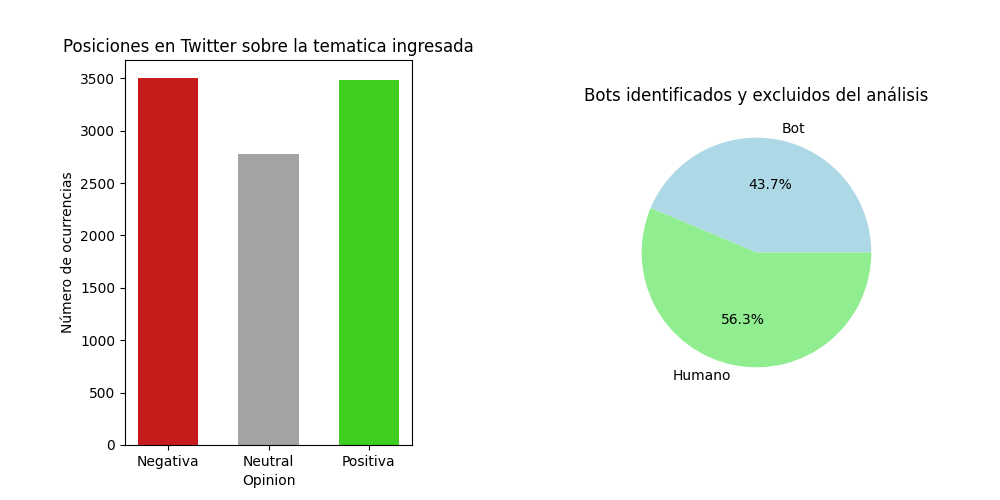 Posiciones en Twitter sobre la tematica ingresada
Número de ocurrencias
3500
3000
2500
2000
1500
1000
500
0
Negativa
Neutral
Positiva
Opinion
Bots identificados y excluidos del análisis
Bot
43.7%
56.3%
Humano